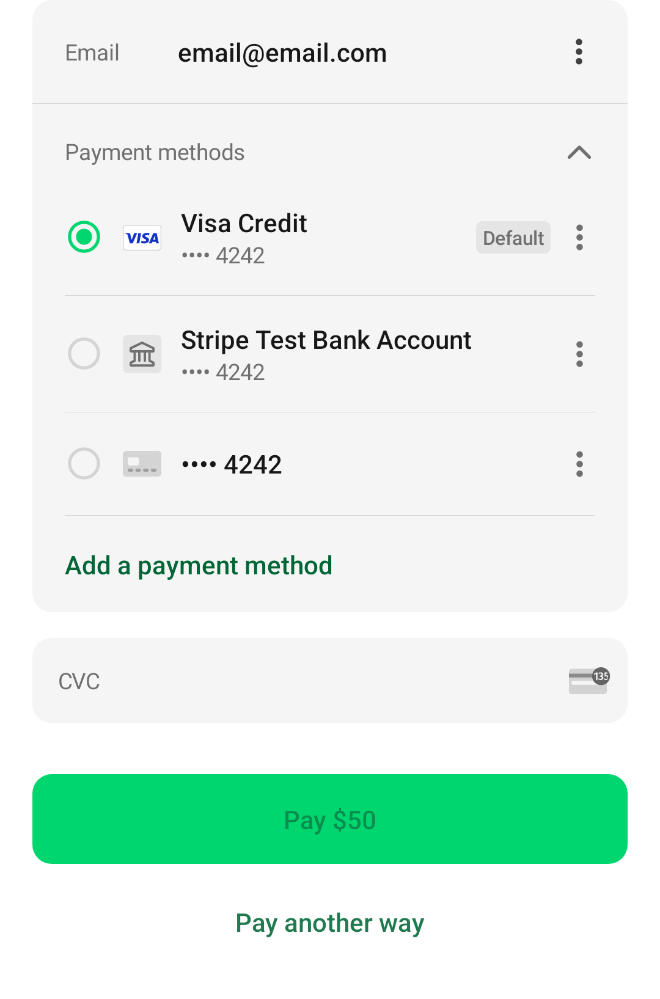 Email email@email.com
Payment methods
VISA Visa Credit Default
•••• 4242
Stripe Test Bank Account
•••• 4242
•••• 4242
Add a payment method
CVC 135
Pay $50
Pay another way